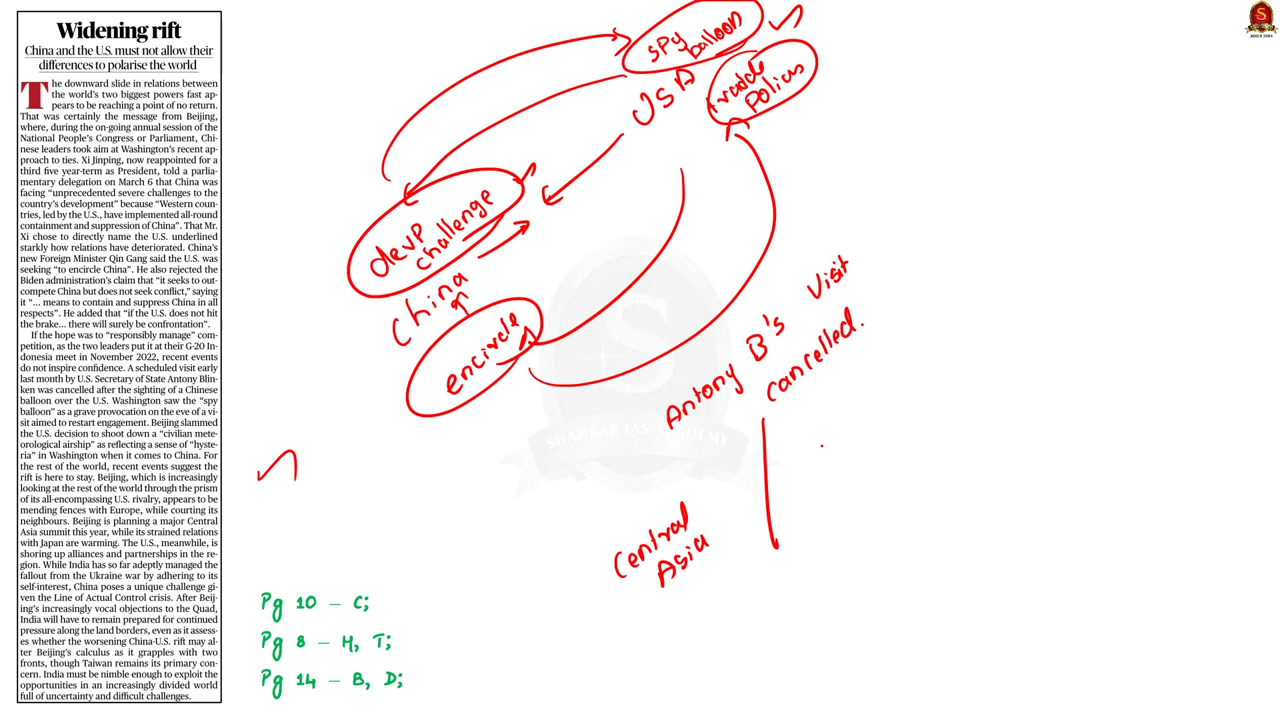 Widening rift
China and the U.S. must not allow their
differences to polarise the world
The downward slide in relations between
the world's two biggest powers fast ap-
pears to be reaching a point of no return.
That was certainly the message from Beijing,
where, during the on-going annual session of the
National People's Congress or Parliament, Chi-
nese leaders took aim at Washington's recent ap-
proach to ties. Xi Jinping, now reappointed for a
third five year-term as President, told a parlia-
mentary delegation on March 6 that China was
facing "unprecedented severe challenges to the
country's development" because "Western coun-
tries, led by the U.S., have implemented all-round
containment and suppression of China". That Mr.
Xi chose to directly name the U.S. underlined
starkly how relations have deteriorated. China's
new Foreign Minister Qin Gang said the U.S. was
seeking "to encircle China". He also rejected the
Biden administration's claim that "it seeks to out-
compete China but does not seek conflict," saying
it "... means to contain and suppress China in all
respects". He added that "if the U.S. does not hit
the brake... there will surely be confrontation".
If the hope was to "responsibly manage" com-
petition, as the two leaders put it at their G-20 In-
donesia meet in November 2022, recent events
do not inspire confidence. A scheduled visit early
last month by U.S. Secretary of State Antony Blin-
ken was cancelled after the sighting of a Chinese
balloon over the U.S. Washington saw the "spy
balloon" as a grave provocation on the eve of a vi-
sit aimed to restart engagement. Beijing slammed
the U.S. decision to shoot down a "civilian mete-
orological airship" as reflecting a sense of "hyste-
ria" in Washington when it comes to China. For
the rest of the world, recent events suggest the
rift is here to stay. Beijing, which is increasingly
looking at the rest of the world through the prism
of its all-encompassing U.S. rivalry, appears to be
mending fences with Europe, while courting its
neighbours. Beijing is planning a major Central
Asia summit this year, while its strained relations
with Japan are warming. The U.S., meanwhile, is
shoring up alliances and partnerships in the re-
gion. While India has so far adeptly managed the
fallout from the Ukraine war by adhering to its
self-interest, China poses a unique challenge gi-
ven the Line of Actual Control crisis. After Beij-
ing's increasingly vocal objections to the Quad,
India will have to remain prepared for continued
pressure along the land borders, even as it assess-
es whether the worsening China-U.S. rift may al-
ter Beijing's calculus as it grapples with two
fronts, though Taiwan remains its primary con-
cern. India must be nimble enough to exploit the
opportunities in an increasingly divided world
full of uncertainty and difficult challenges.
spy
balloon
USA
trade
policies
devp
challenge
China
encircle
Antony B's visit
cancelled.
Central
Asia
SHANKAR IAS ACADEMY
Pg 10 - C;
Pg 8 - H, T;
Pg 14 - B, D;
SINCE 2004